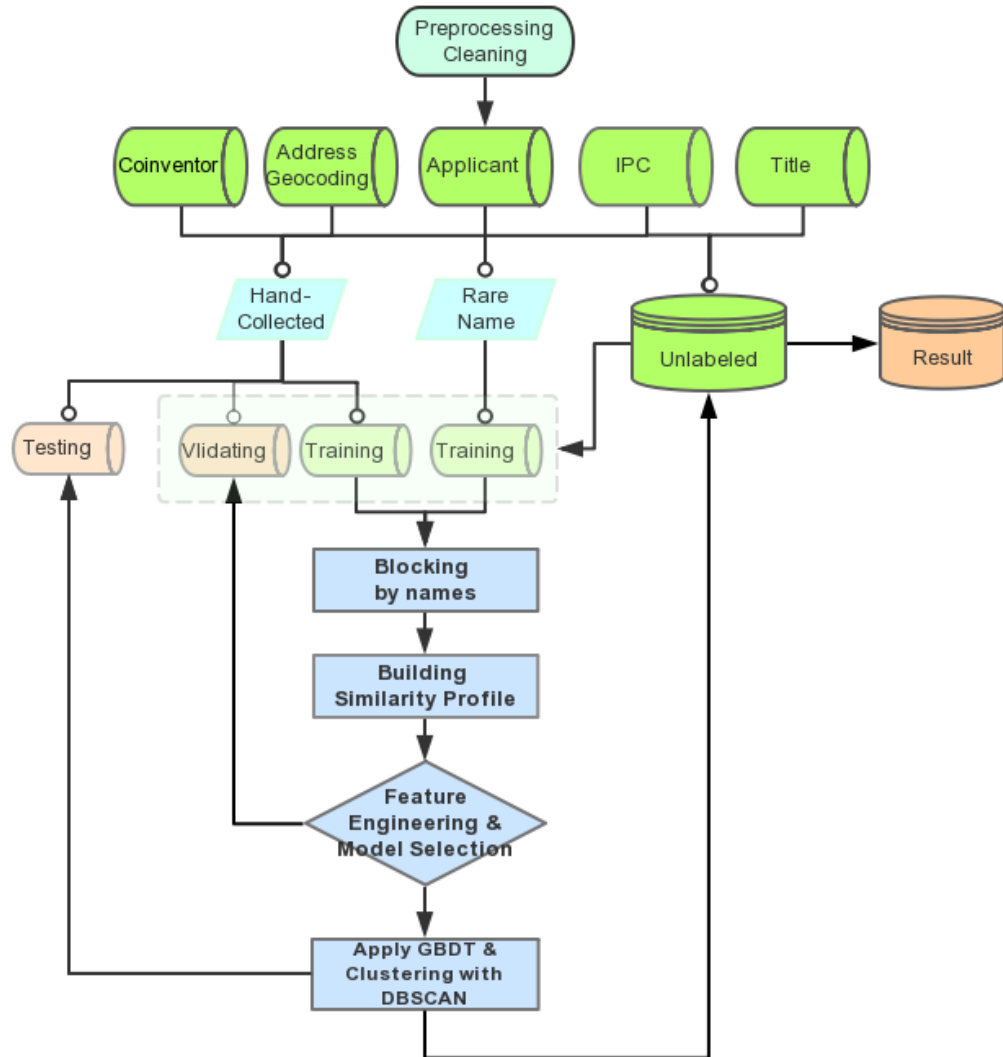 Preprocessing
Cleaning
Coinventor
Address
Geocoding
Applicant
IPC
Title
Hand-
Collected
Rare
Name
Unlabeled
Result
Testing
Vlidating
Training
Training
Blocking
by names
Building
Similarity Profile
Feature
Engineering &
Model Selection
Apply GBDT &
Clustering with
DBSCAN